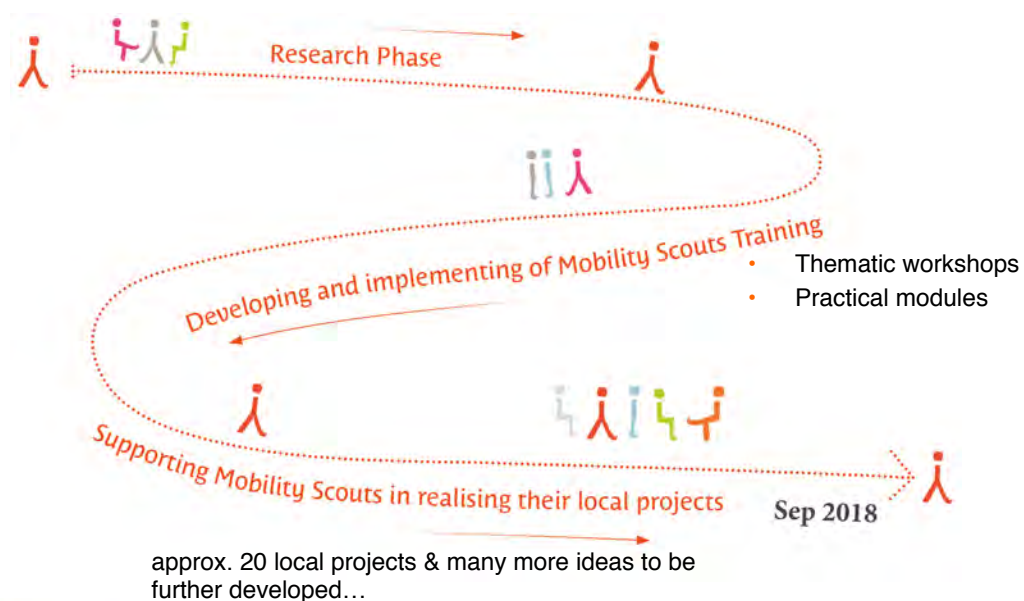 Research Phase
Developing and implementing of Mobility Scouts Training
• Thematic workshops
• Practical modules
Supporting Mobility Scouts in realising their local projects
Sep 2018
approx. 20 local projects & many more ideas to be
further developed…